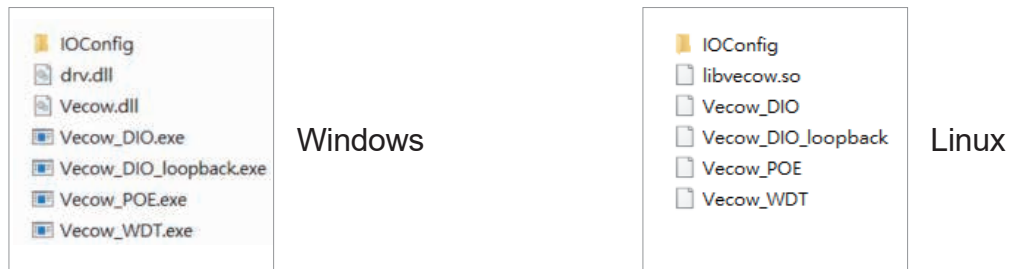 IOConfig
drv.dll
Vecow.dll
Vecow_DIO.exe
Vecow_DIO_loopback.exe
Vecow_POE.exe
Vecow_WDT.exe
Windows
IOConfig
libvecow.so
Vecow_DIO
Vecow_DIO_loopback
Vecow_POE
Vecow_WDT
Linux